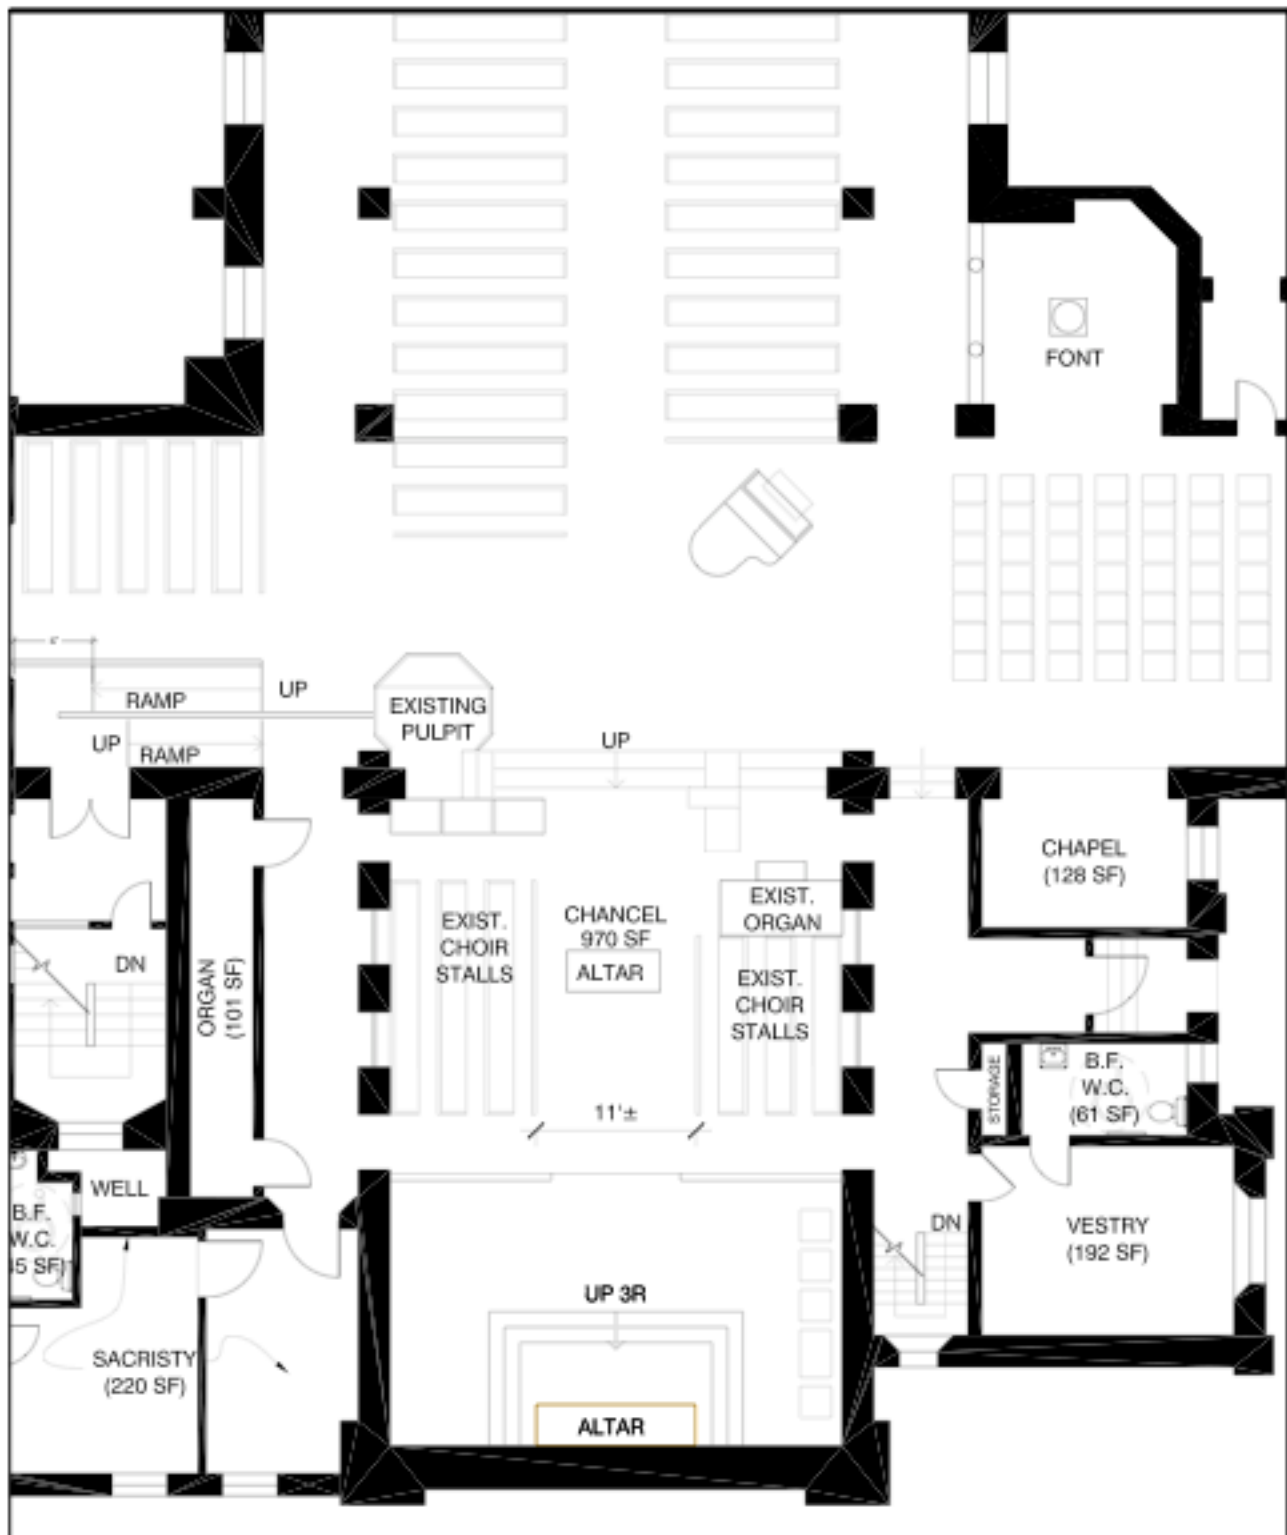 FONT
RAMP
UP
EXISTING
PULPIT
UP
RAMP
UP
CHAPEL
(128 SF)
EXIST.
CHOIR
STALLS
CHANCEL
970 SF
ALTAR
EXIST.
ORGAN
EXIST.
CHOIR
STALLS
DN
ORGAN
(101 SF)
STORAGE
B.F.
W.C.
(61 SF)
11'±
WELL
B.F.
W.C.
45 SF)
DN
VESTRY
(192 SF)
UP 3R
SACRISTY
(220 SF)
ALTAR